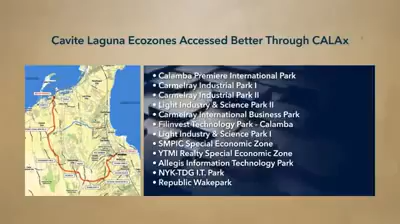 Cavite Laguna Ecozones Accessed Better Through CALAx
• Calamba Premiere International Park
• Carmelray Industrial Park I
• Carmelray Industrial Park II
• Light Industry & Science Park II
• Carmelray International Business Park
• Filinvest Technology Park - Calamba
• Light Industry & Science Park I
• SMPIC Special Economic Zone
• YTMI Realty Special Economic Zone
• Allegis Information Technology Park
• NYK-TDG I.T. Park
• Republic Wakepark